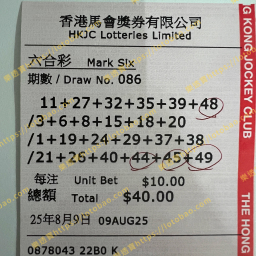 香港馬會獎券有限公司
HKJC Lotteries Limited
六合彩 Mark Six
期數 / Draw No. 086
11+27+32+35+39+48
/3+6+8+15+18+20
/1+19+24+29+37+38
/21+26+40+44+45+49
每注 Unit Bet $10.00
總額 Total $40.00
25年8月9日 09AUG25
0878043 22B0 K
G KONG JOCKEY CLUB
THE HONG